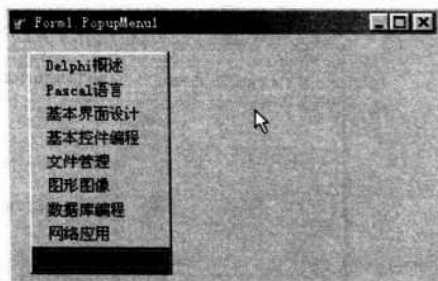 Form1.PopupMenu1
Delphi概述
Pascal语言
基本界面设计
基本控件编程
文件管理
图形图像
数据库编程
网络应用